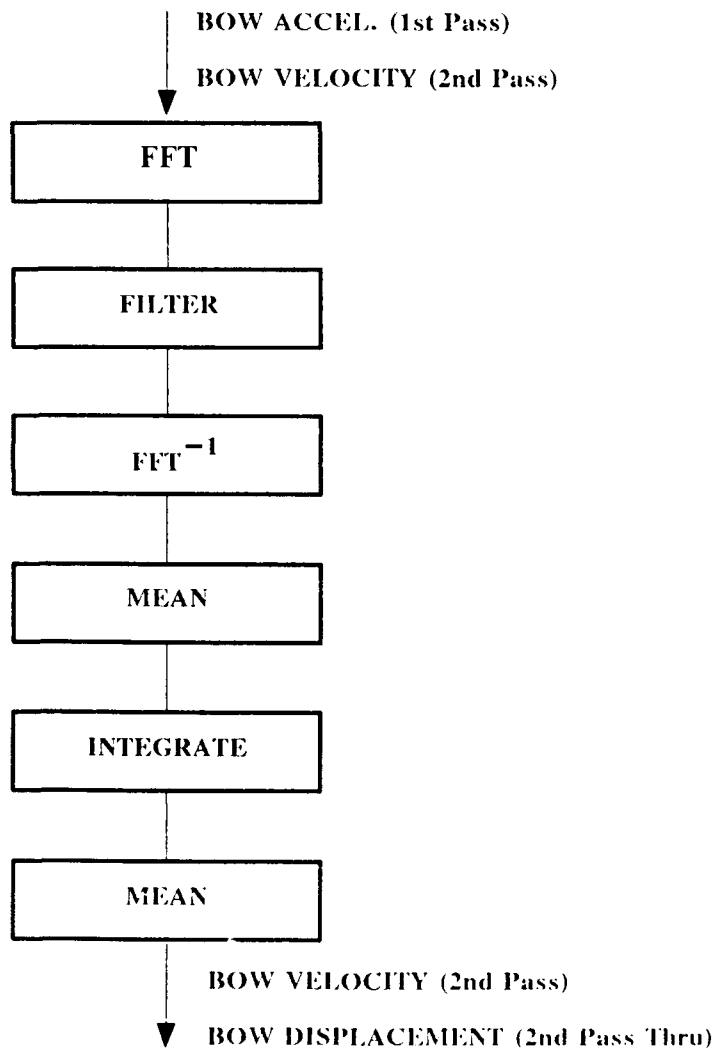 BOW ACCEL. (1st Pass)
BOW VELOCITY (2nd Pass)
FFT
FILTER
FFT⁻¹
MEAN
INTEGRATE
MEAN
BOW VELOCITY (2nd Pass)
BOW DISPLACEMENT (2nd Pass Thru)